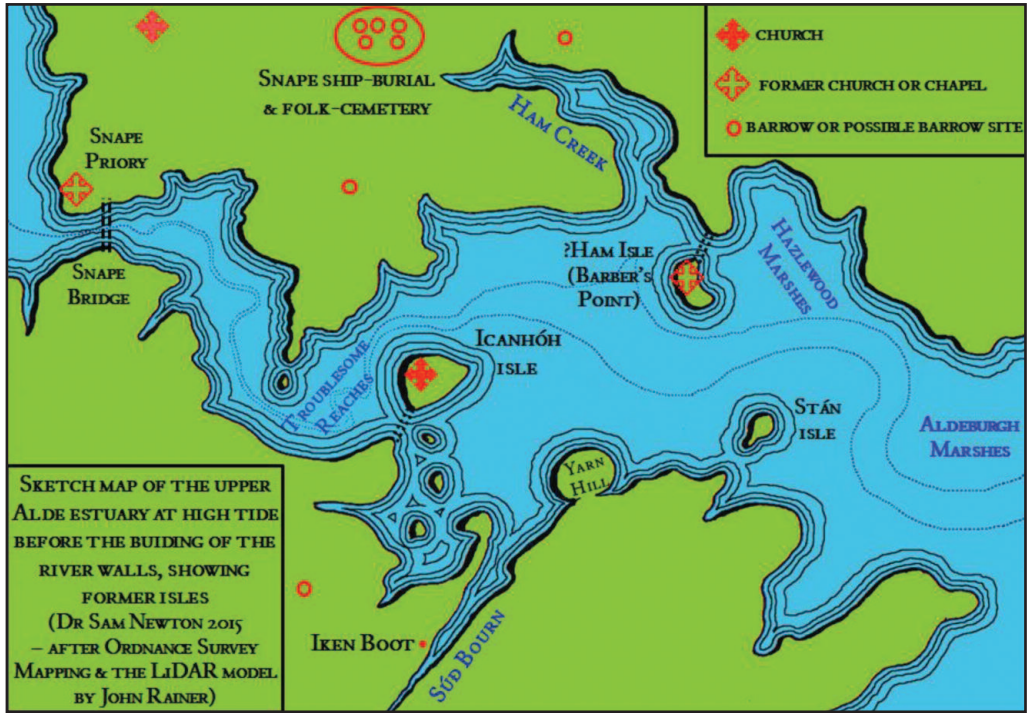 CHURCH
FORMER CHURCH OR CHAPEL
BARROW OR POSSIBLE BARROW SITE
SNAPE SHIP-BURIAL
& FOLK-CEMETERY
HAM CREEK
SNAPE
PRIORY
SNAPE
BRIDGE
?HAM ISLE
(BARBER'S
POINT)
HAZLEWOOD
MARSHES
ICANHÓH
ISLE
TROUBLESOME
REACHES
STÁN
ISLE
ALDEBURGH
MARSHES
YARN
HILL
SKETCH MAP OF THE UPPER
ALDE ESTUARY AT HIGH TIDE
BEFORE THE BUIDING OF THE
RIVER WALLS, SHOWING
FORMER ISLES
(DR SAM NEWTON 2015
– AFTER ORDNANCE SURVEY
MAPPING & THE LIDAR MODEL
BY JOHN RAINER)
IKEN BOOT
SÚD BOURN